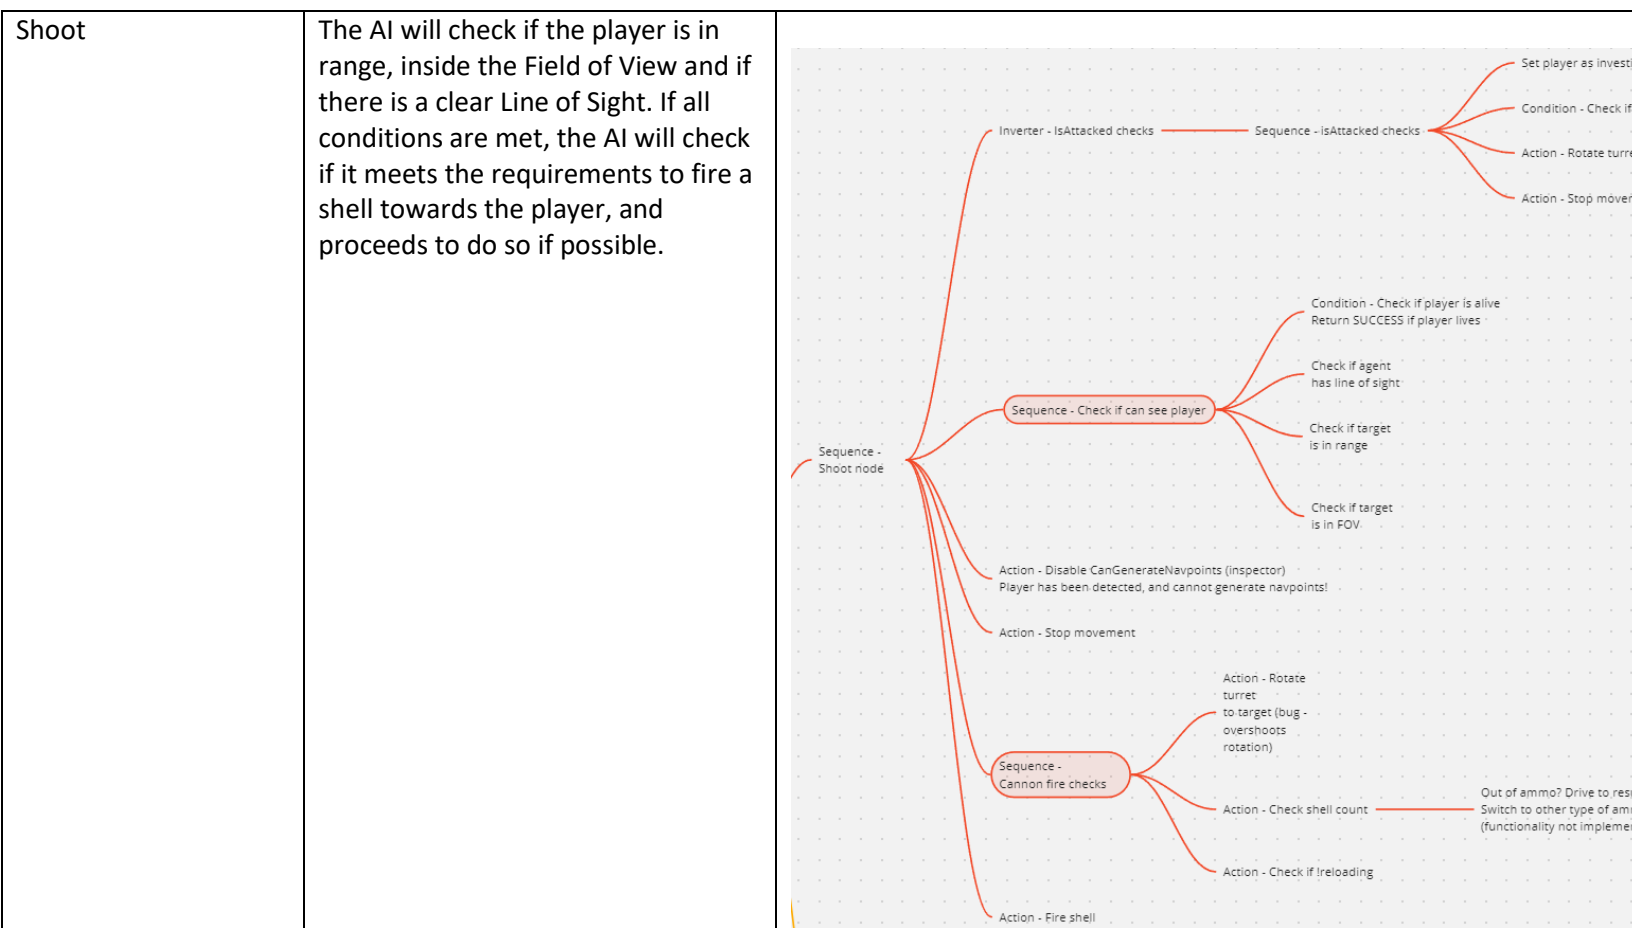 Shoot
The AI will check if the player is in
range, inside the Field of View and if
there is a clear Line of Sight. If all
conditions are met, the AI will check
if it meets the requirements to fire a
shell towards the player, and
proceeds to do so if possible.
Set player as
Inverter - IsAttacked checks
Sequence - isAttacked checks
Condition - Check if
Action - Rotate
Action - Stop
Condition - Check if player is alive
Return SUCCESS if player lives
Check if agent
has line of sight
Sequence - Check if can see player
Check if target
is in range
Sequence -
Shoot node
Check if target
is in FOV
Action - Disable CanGenerateNavpoints (inspector)
Player has been detected, and cannot generate navpoints!
Action - Stop movement
Action - Rotate
turret
to target (bug -
overshoots
rotation)
Sequence -
Cannon fire checks
Action - Check shell count
Out of ammo? Drive to
Switch to other type of
(functionality not
Action - Check if !reloading
Action - Fire shell